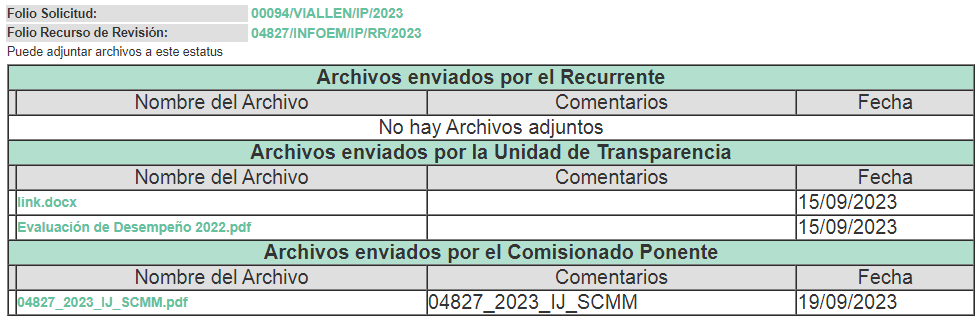 Folio Solicitud: 00094/VIALLEN/IP/2023
Folio Recurso de Revisión: 04827/INFOEM/IP/RR/2023
Puede adjuntar archivos a este estatus
Archivos enviados por el Recurrente
Nombre del Archivo Comentarios Fecha
No hay Archivos adjuntos
Archivos enviados por la Unidad de Transparencia
Nombre del Archivo Comentarios Fecha
link.docx 15/09/2023
Evaluación de Desempeño 2022.pdf 15/09/2023
Archivos enviados por el Comisionado Ponente
Nombre del Archivo Comentarios Fecha
04827_2023_IJ_SCMM.pdf 04827_2023_IJ_SCMM 19/09/2023